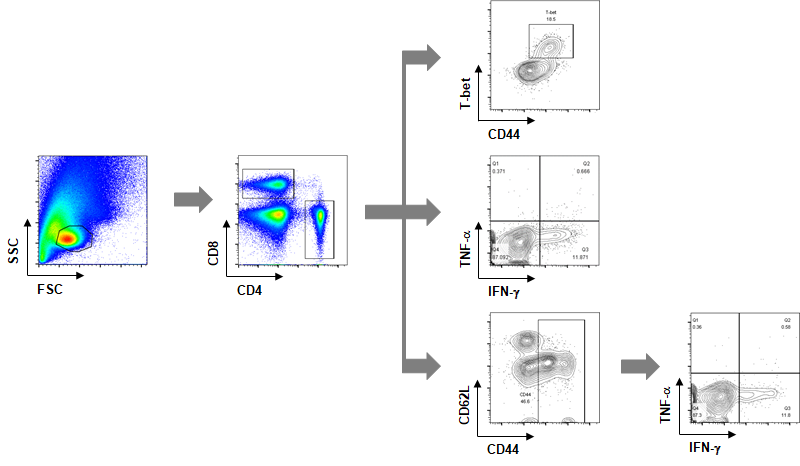 T-bet
18.5
T-bet
CD44
SSC
FSC
CD8
CD4
Q1
0.371
Q2
0.666
Q4
87.092
Q3
11.871
TNF-α
IFN-γ
CD44
46.6
CD62L
CD44
Q1
0.36
Q2
0.58
Q4
87.3
Q3
11.8
TNF-α
IFN-γ